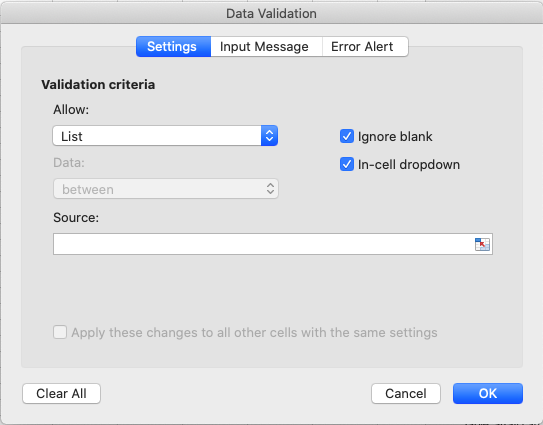 Data Validation
Settings Input Message Error Alert
Validation criteria
Allow:
List
Ignore blank
Data:
In-cell dropdown
between
Source:
Apply these changes to all other cells with the same settings
Clear All Cancel OK